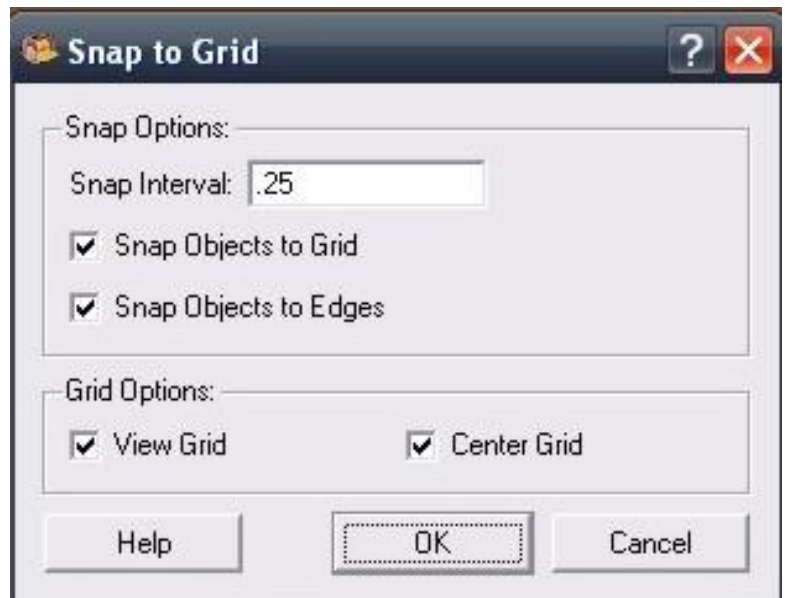 Snap to Grid
Snap Options:
Snap Interval: .25
Snap Objects to Grid
Snap Objects to Edges
Grid Options:
View Grid Center Grid
Help OK Cancel